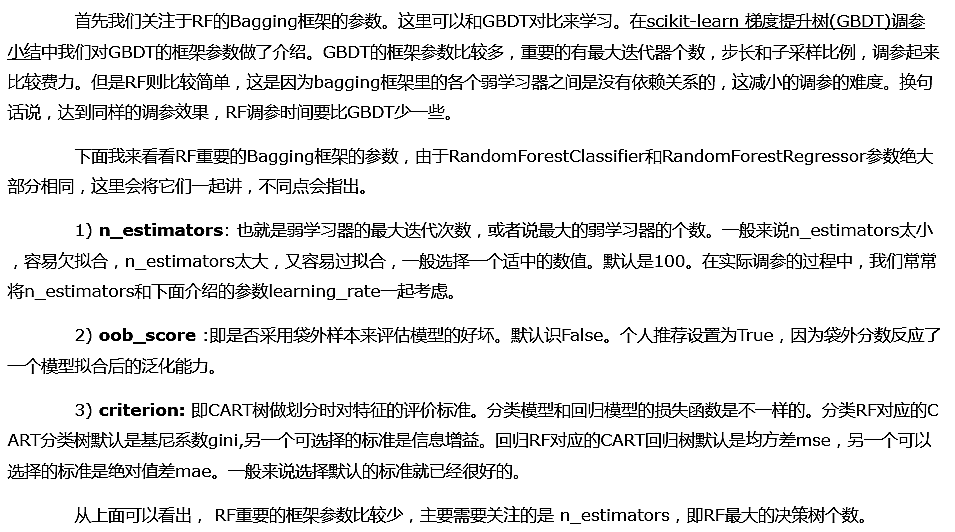 首先我们关注于RF的Bagging框架的参数。这里可以和GBDT对比来学习。在scikit-learn 梯度提升树(GBDT)调参
小结中我们对GBDT的框架参数做了介绍。GBDT的框架参数比较多，重要的有最大迭代器个数，步长和子采样比例，调参起来
比较费力。但是RF则比较简单，这是因为bagging框架里的各个弱学习器之间是没有依赖关系的，这减小的调参的难度。换句
话说，达到同样的调参效果，RF调参时间要比GBDT少一些。
下面我来看看RF重要的Bagging框架的参数，由于RandomForestClassifier和RandomForestRegressor参数绝大
部分相同，这里会将它们一起讲，不同点会指出。
1) n_estimators: 也就是弱学习器的最大迭代次数，或者说最大的弱学习器的个数。一般来说n_estimators太小
，容易欠拟合，n_estimators太大，又容易过拟合，一般选择一个适中的数值。默认是100。在实际调参的过程中，我们常常
将n_estimators和下面介绍的参数learning_rate一起考虑。
2) oob_score :即是否采用袋外样本来评估模型的好坏。默认识False。个人推荐设置为True，因为袋外分数反应了
一个模型拟合后的泛化能力。
3) criterion: 即CART树做划分时对特征的评价标准。分类模型和回归模型的损失函数是不一样的。分类RF对应的C
ART分类树默认是基尼系数gini,另一个可选择的标准是信息增益。回归RF对应的CART回归树默认是均方差mse，另一个可以
选择的标准是绝对值差mae。一般来说选择默认的标准就已经很好的。
从上面可以看出， RF重要的框架参数比较少，主要需要关注的是 n_estimators，即RF最大的决策树个数。